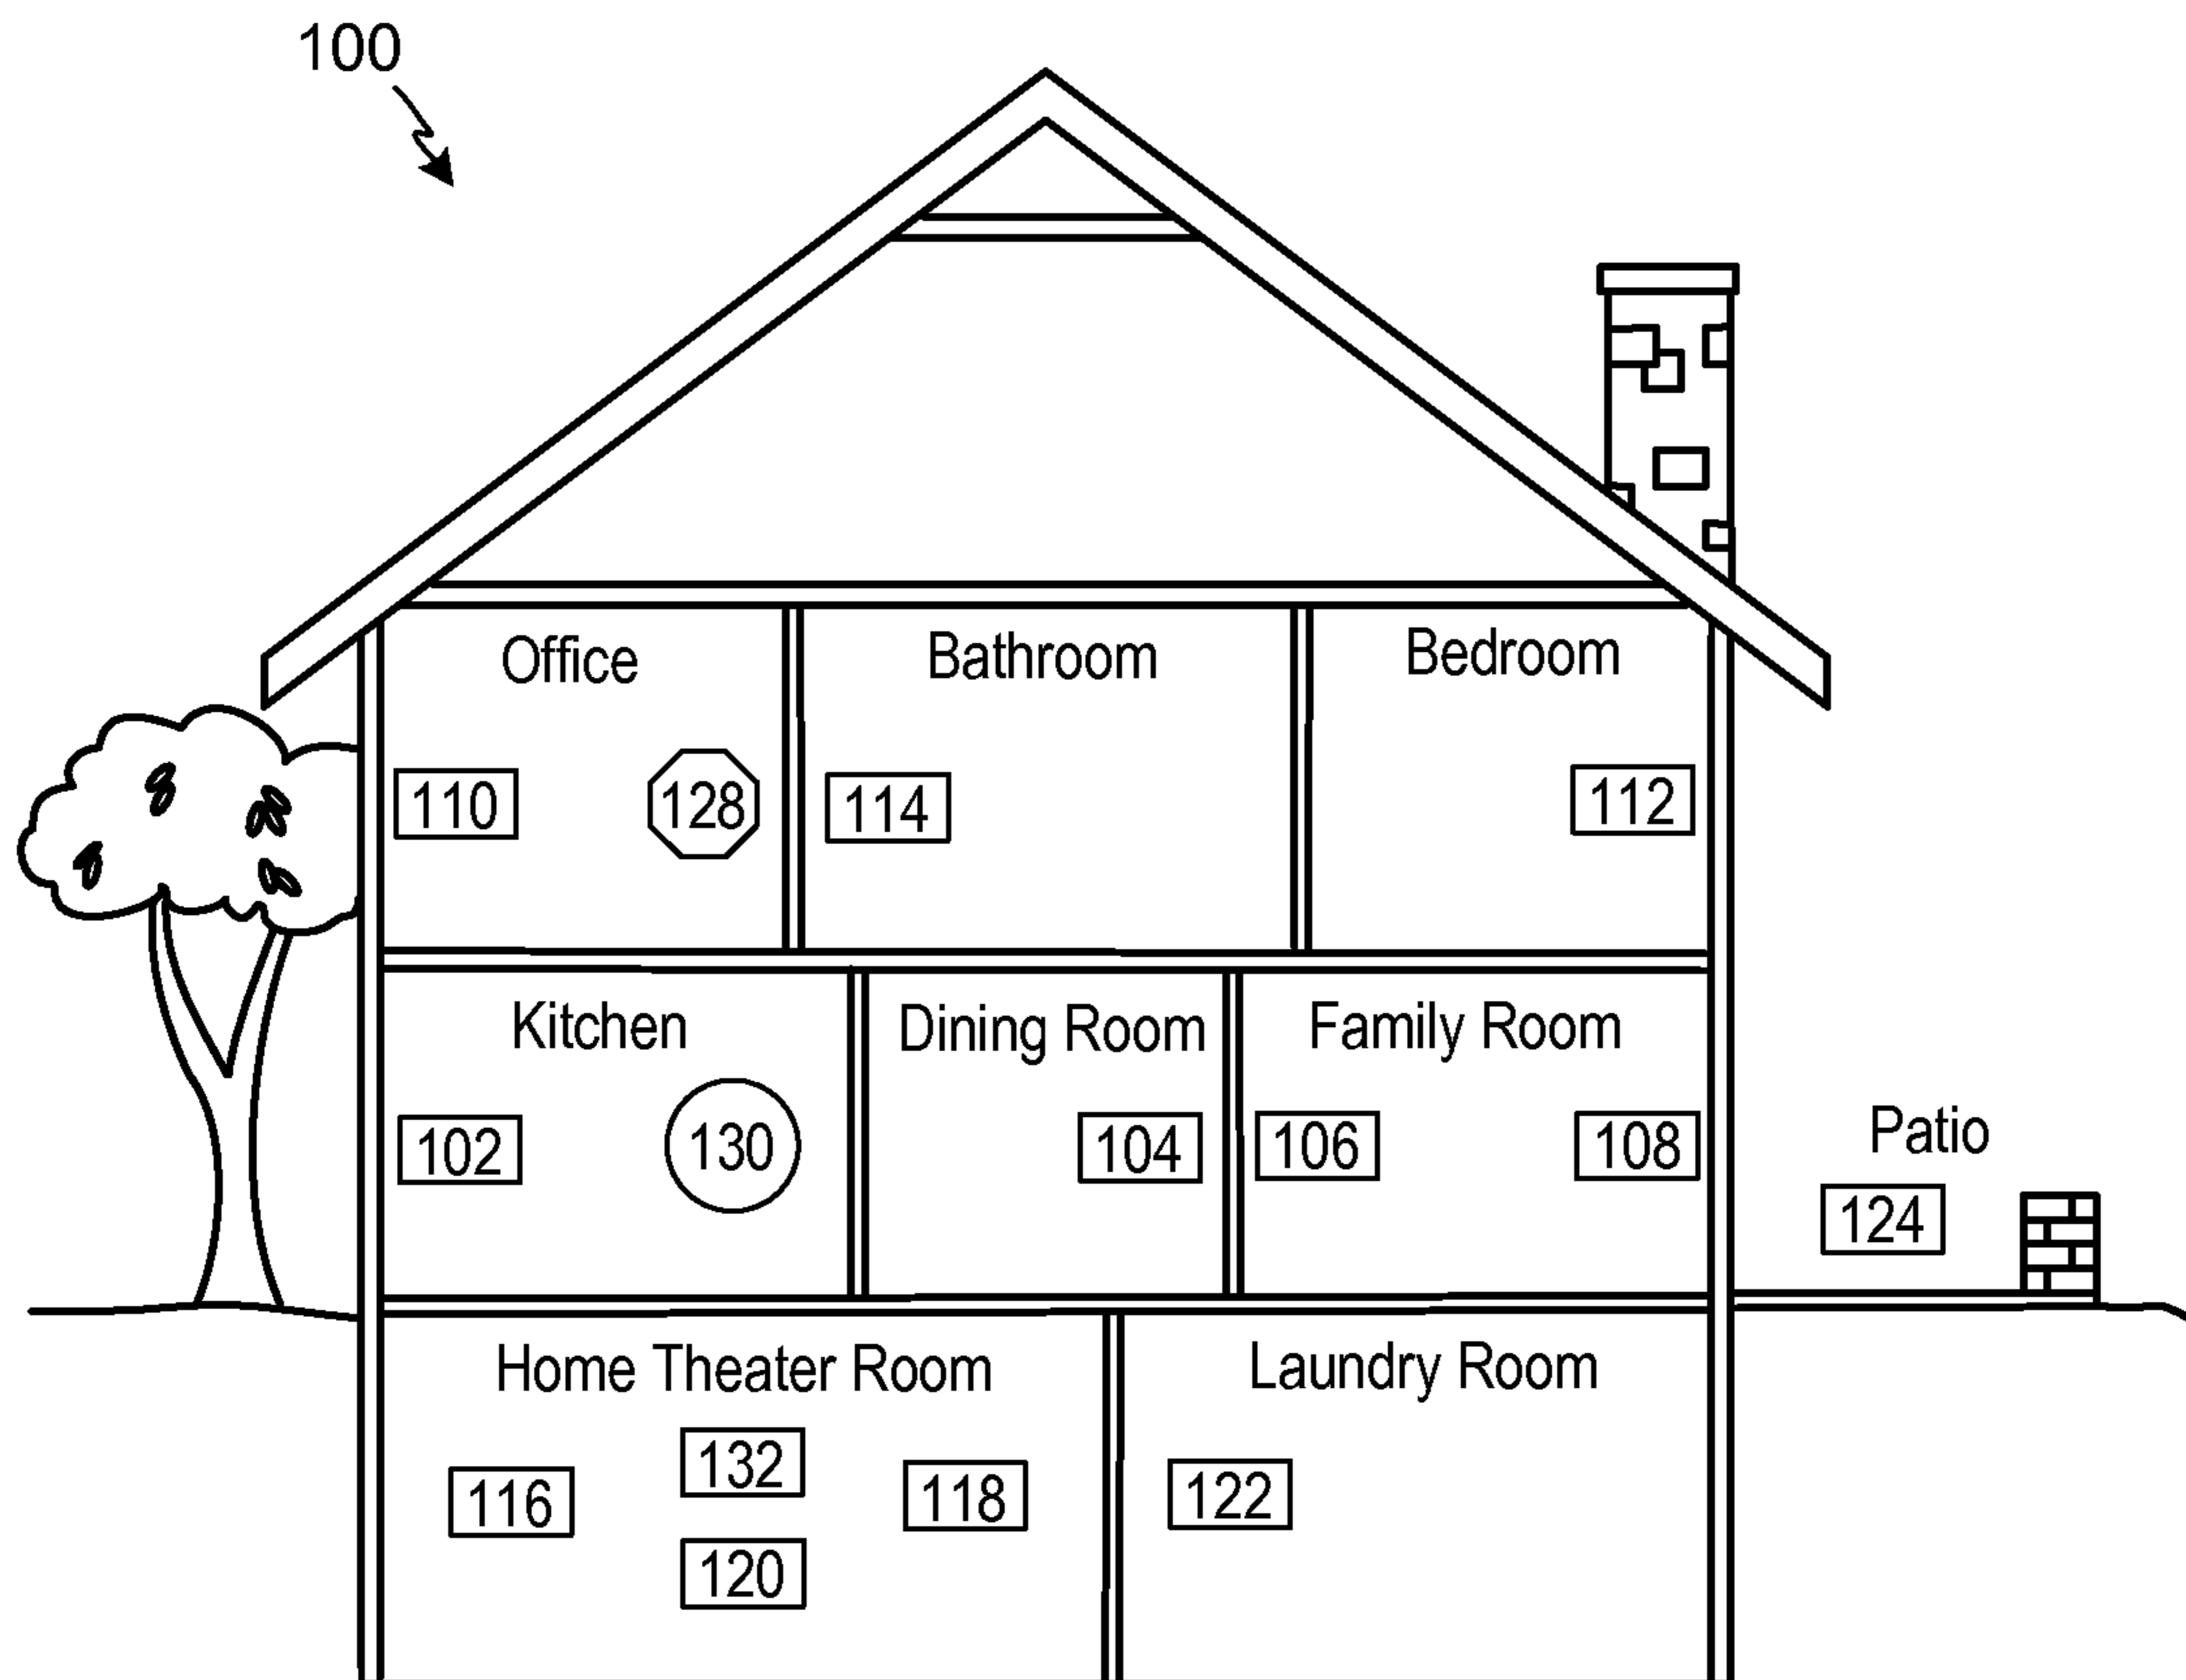 100
Office
Bathroom
Bedroom
110
128
114
112
Kitchen
Dining Room
Family Room
102
130
104
106
108
Patio
124
Home Theater Room
Laundry Room
116
132
118
122
120